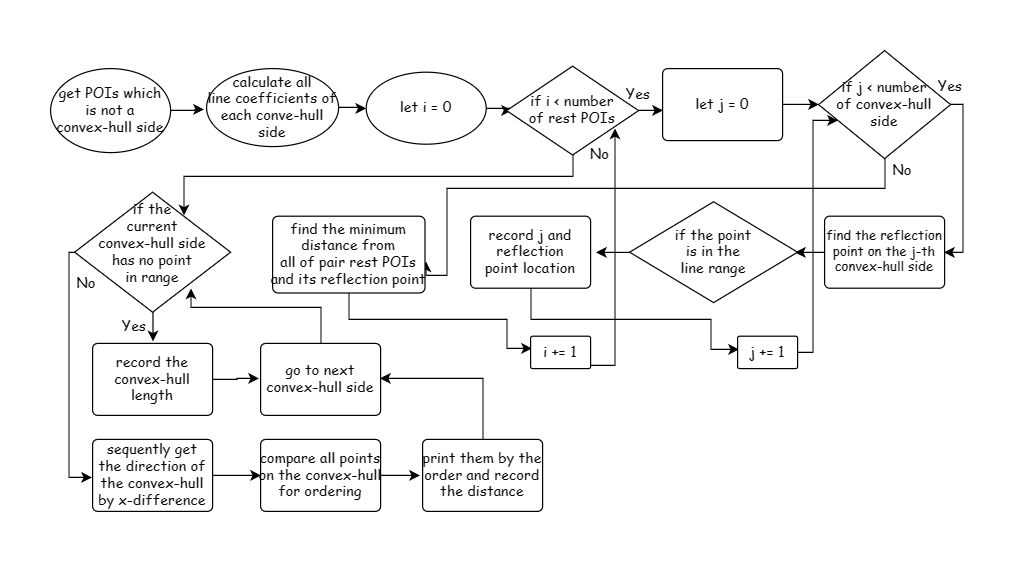 get POIs which
is not a
convex-hull side
calculate all
line coefficients of
each conve-hull
side
let i = 0
if i < number
of rest POIs
Yes
No
let j = 0
if j < number
of convex-hull
side
Yes
No
if the
current
convex-hull side
has no point
in range
No
Yes
find the minimum
distance from
all of pair rest POIs
and its reflection point
record j and
reflection
point location
if the point
is in the
line range
find the reflection
point on the j-th
convex-hull side
i += 1
j += 1
record the
convex-hull
length
go to next
convex-hull side
sequently get
the direction of
the convex-hull
by x-difference
compare all points
on the convex-hull
for ordering
print them by the
order and record
the distance